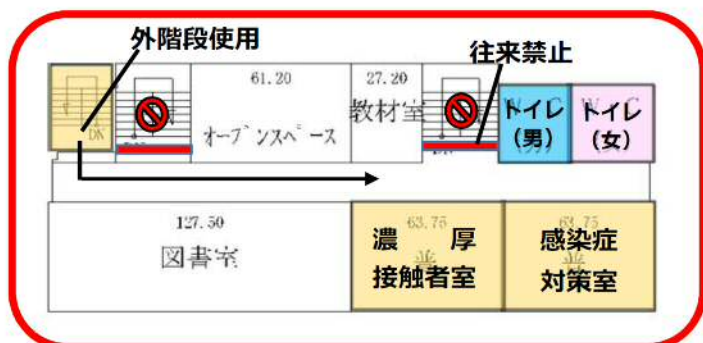 外階段使用
往来禁止
61.20
27.20
教材室
オープンスペース
トイレ
(男)
トイレ
(女)
DN
127.50
図書室
63.75
濃 厚
接触者室
63.75
感染症
対策室